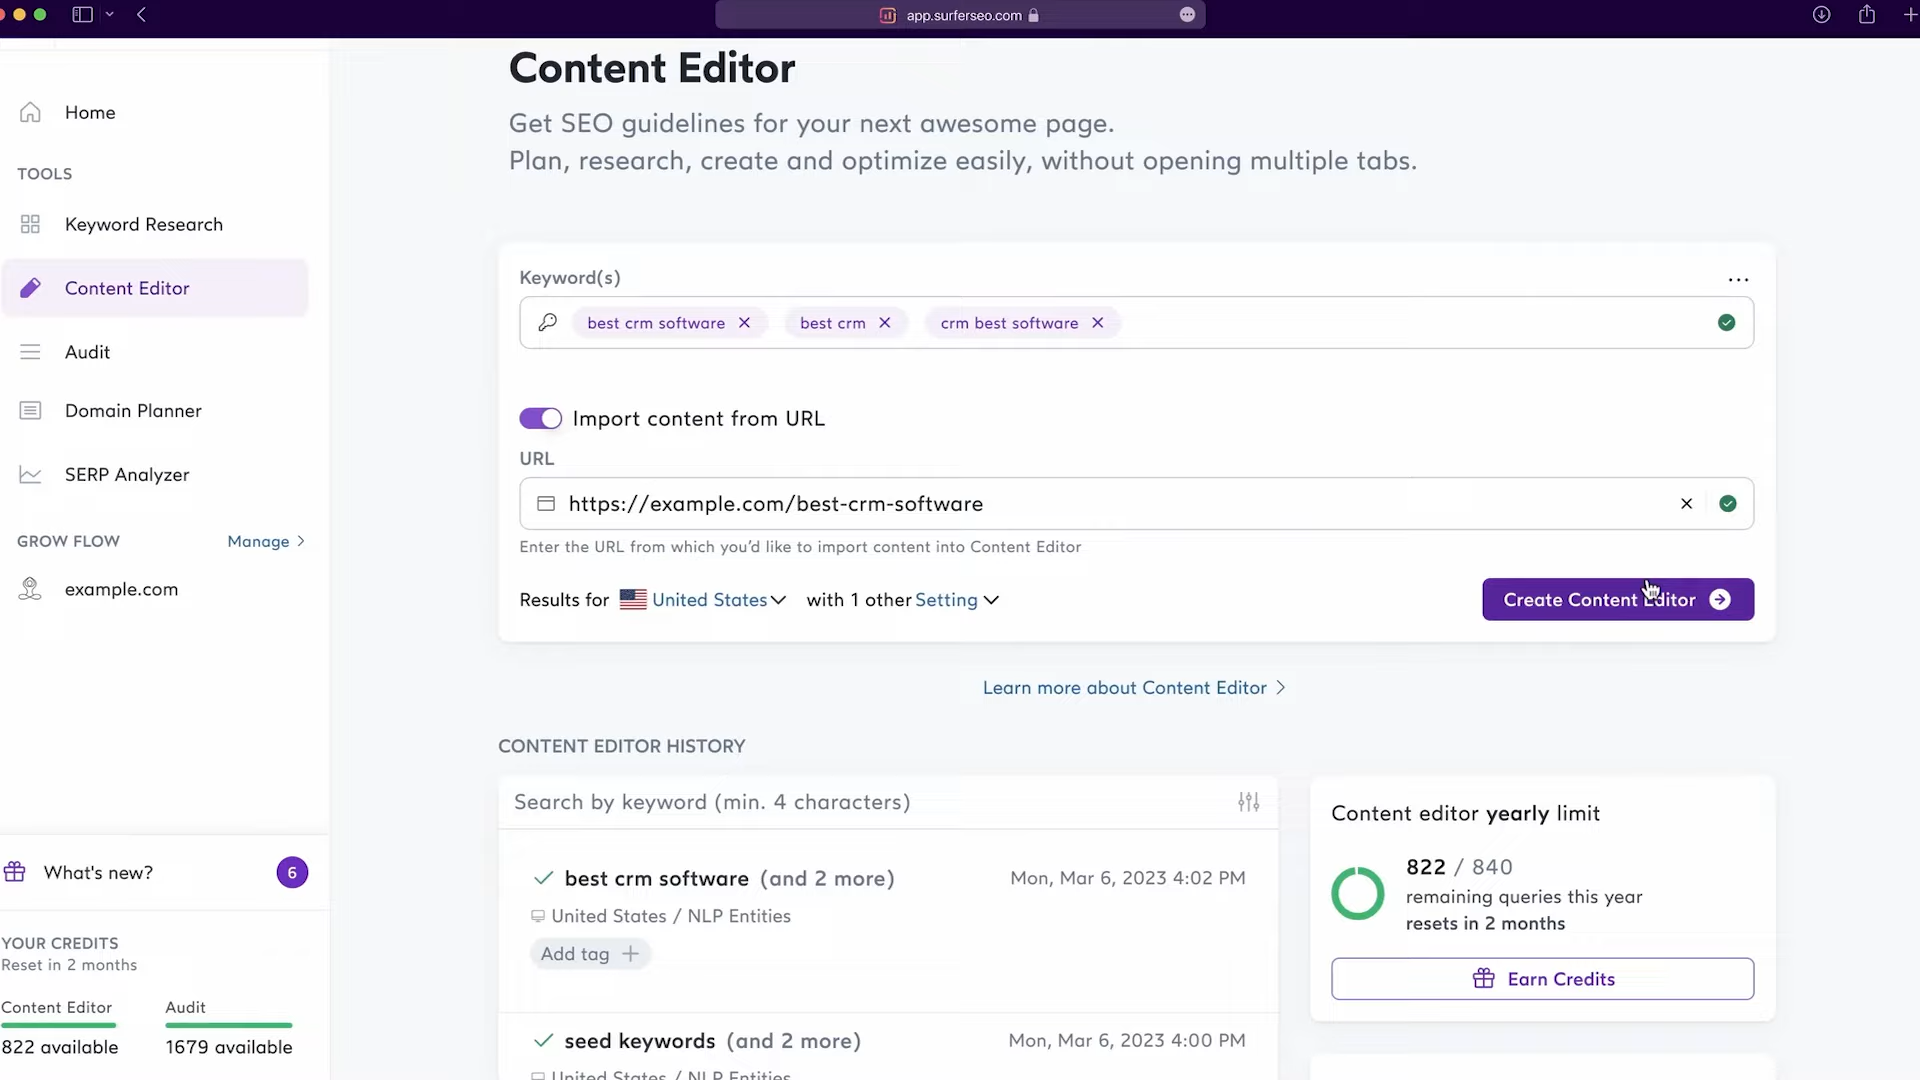 app.surferseo.com
Home
TOOLS
Keyword Research
Content Editor
Audit
Domain Planner
SERP Analyzer
GROW FLOW
Manage
example.com
What's new?
6
YOUR CREDITS
Reset in 2 months
Content Editor
822 available
Audit
1679 available
Content Editor
Get SEO guidelines for your next awesome page.
Plan, research, create and optimize easily, without opening multiple tabs.
Keyword(s)
best crm software
best crm
crm best software
Import content from URL
URL
https://example.com/best-crm-software
Enter the URL from which you'd like to import content into Content Editor
Results for United States with 1 other Setting
Create Content Editor
Learn more about Content Editor
CONTENT EDITOR HISTORY
Search by keyword (min. 4 characters)
best crm software (and 2 more)
Mon, Mar 6, 2023 4:02 PM
United States / NLP Entities
Add tag
seed keywords (and 2 more)
Mon, Mar 6, 2023 4:00 PM
United States / NLP Entities
Content editor yearly limit
822 / 840
remaining queries this year
resets in 2 months
Earn Credits